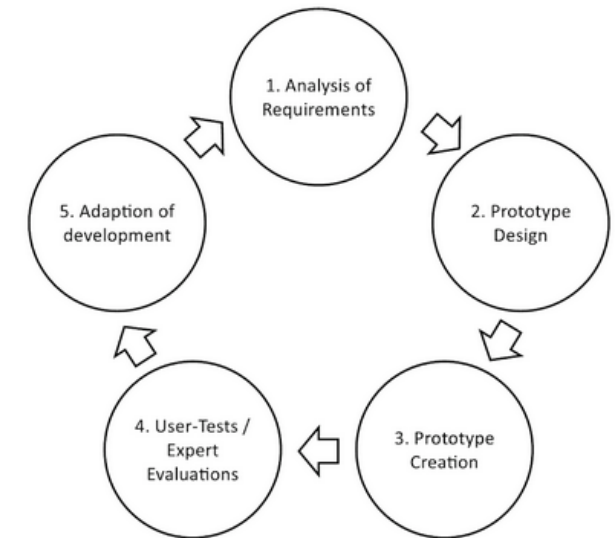 1. Analysis of
Requirements
2. Prototype
Design
3. Prototype
Creation
4. User-Tests /
Expert
Evaluations
5. Adaption of
development